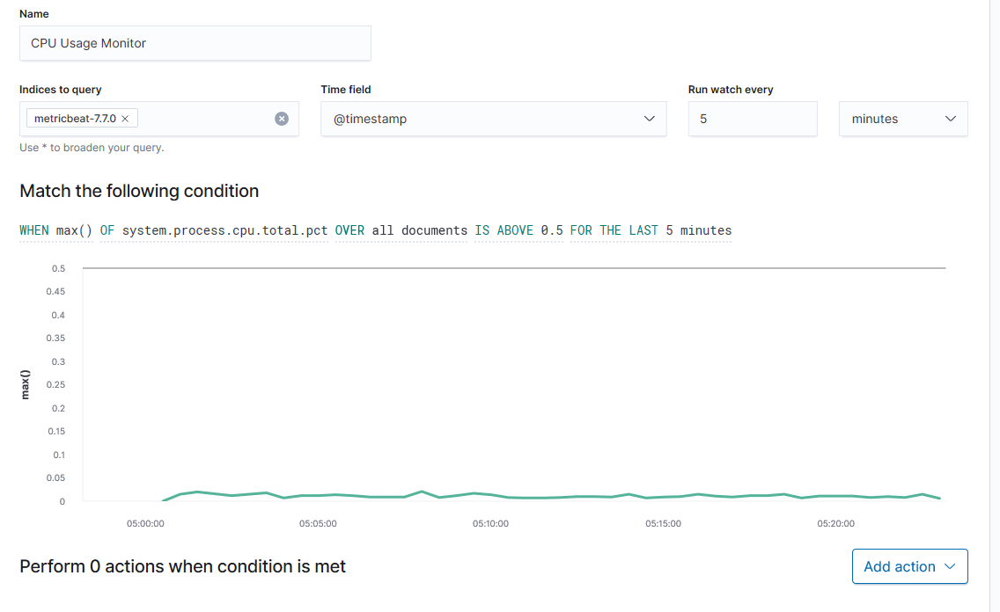 Name
CPU Usage Monitor
Indices to query
Time field
Run watch every
metricbeat-7.7.0 ×
@timestamp
5
minutes
Use * to broaden your query.
Match the following condition
WHEN max() OF system.process.cpu.total.pct OVER all documents IS ABOVE 0.5 FOR THE LAST 5 minutes
max()
0.5
0.45
0.4
0.35
0.3
0.25
0.2
0.15
0.1
0.05
0
05:00:00 05:05:00 05:10:00 05:15:00 05:20:00
Perform 0 actions when condition is met
Add action